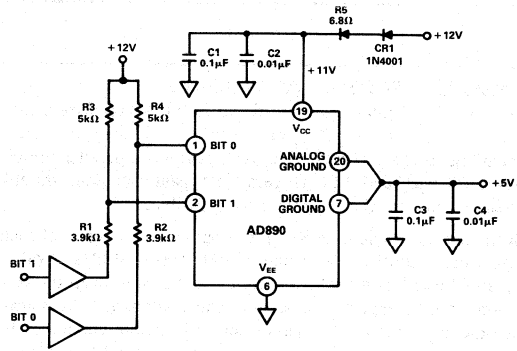 R5
6.8Ω
CR1
1N4001
+12V
C1
0.1μF
C2
0.01μF
+11V
+12V
R3
5kΩ
R4
5kΩ
19
VCC
1
BIT 0
ANALOG
GROUND
20
2
BIT 1
DIGITAL
GROUND
7
+5V
AD890
C3
0.1μF
C4
0.01μF
R1
3.9kΩ
R2
3.9kΩ
VEE
6
BIT 1
BIT 0